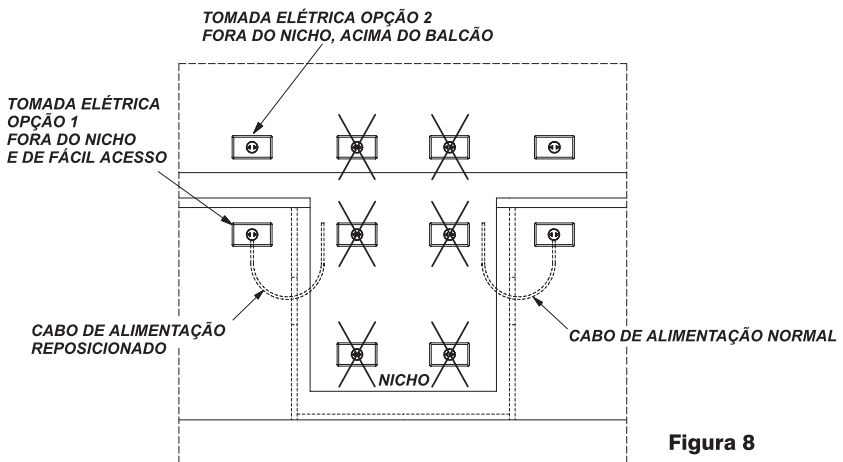 TOMADA ELÉTRICA OPÇÃO 2
FORA DO NICHO, ACIMA DO BALCÃO
TOMADA ELÉTRICA
OPÇÃO 1
FORA DO NICHO
E DE FÁCIL ACESSO
CABO DE ALIMENTAÇÃO
REPOSICIONADO
CABO DE ALIMENTAÇÃO NORMAL
NICHO
Figura 8